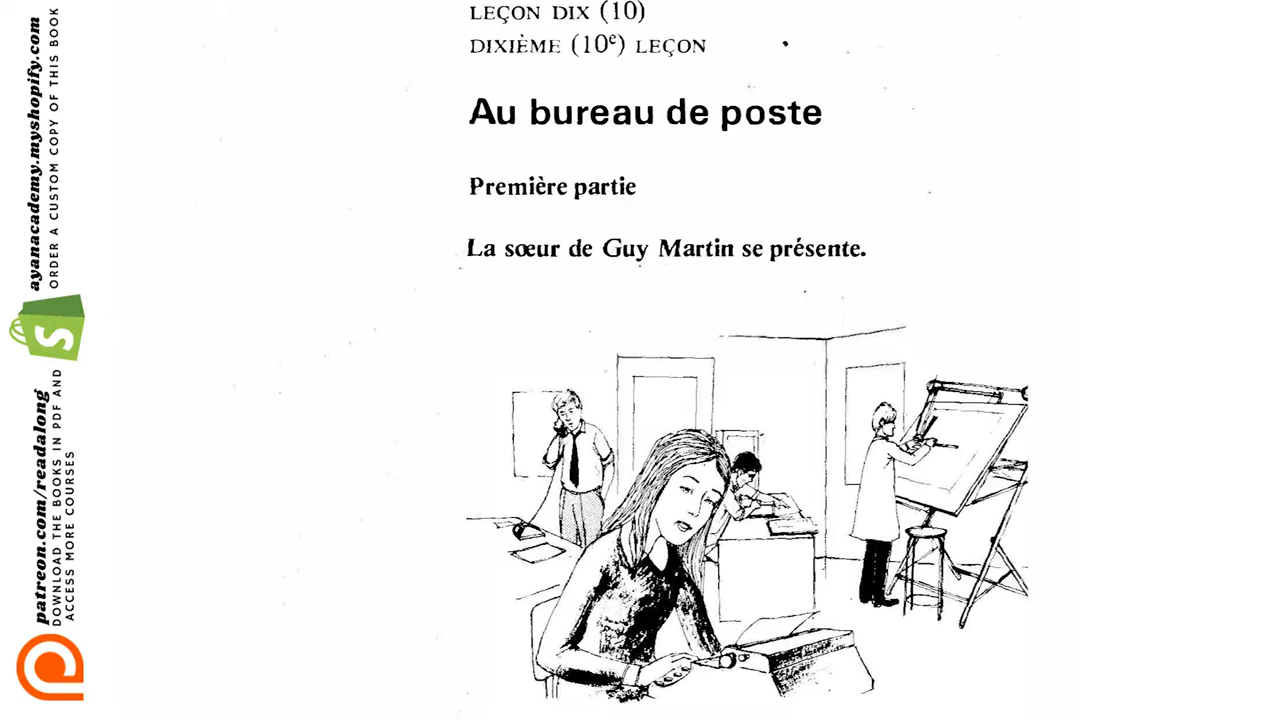 LEÇON DIX (10)
DIXIÈME (10e) LEÇON
Au bureau de poste
Première partie
La sœur de Guy Martin se présente.
ayanacademy.myshopify.com
ORDER A CUSTOM COPY OF THIS BOOK
patreon.com/readalong
DOWNLOAD THE BOOKS IN PDF AND
ACCESS MORE COURSES